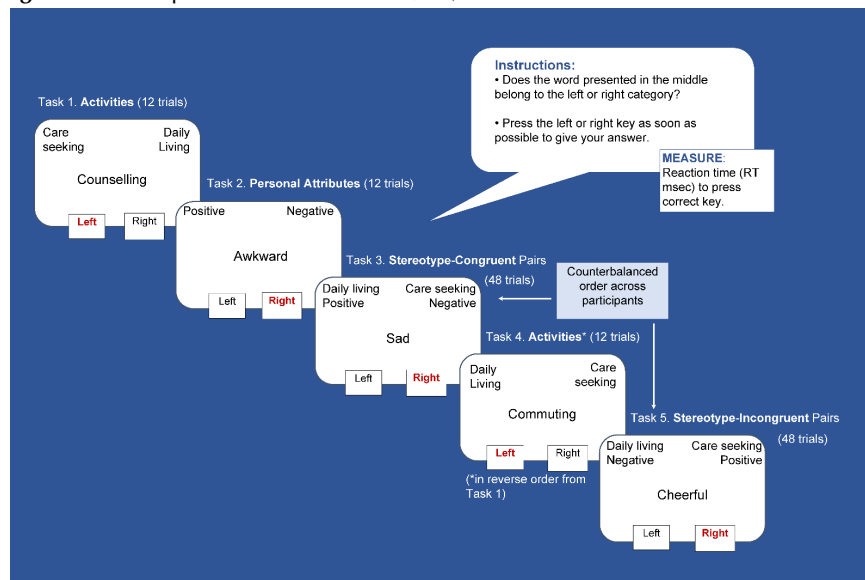 Instructions:
• Does the word presented in the middle
belong to the left or right category?
• Press the left or right key as soon as
possible to give your answer.
MEASURE:
Reaction time (RT
msec) to press
correct key.
Task 1. Activities (12 trials)
Care
seeking
Daily
Living
Counselling
Left
Right
Task 2. Personal Attributes (12 trials)
Positive
Negative
Awkward
Left
Right
Task 3. Stereotype-Congruent Pairs
(48 trials)
Daily living
Positive
Care seeking
Negative
Sad
Left
Right
Counterbalanced
order across
participants
Task 4. Activities* (12 trials)
Daily
Living
Care
seeking
Commuting
Left
Right
(*in reverse order from
Task 1)
Task 5. Stereotype-Incongruent Pairs
(48 trials)
Daily living
Negative
Care seeking
Positive
Cheerful
Left
Right